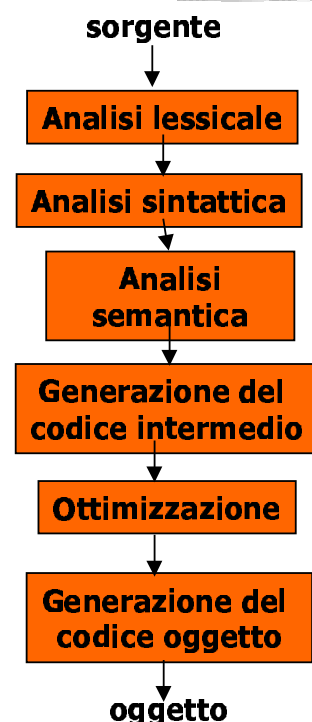 sorgente
Analisi lessicale
Analisi sintattica
Analisi
semantica
Generazione del
codice intermedio
Ottimizzazione
Generazione del
codice oggetto
oggetto